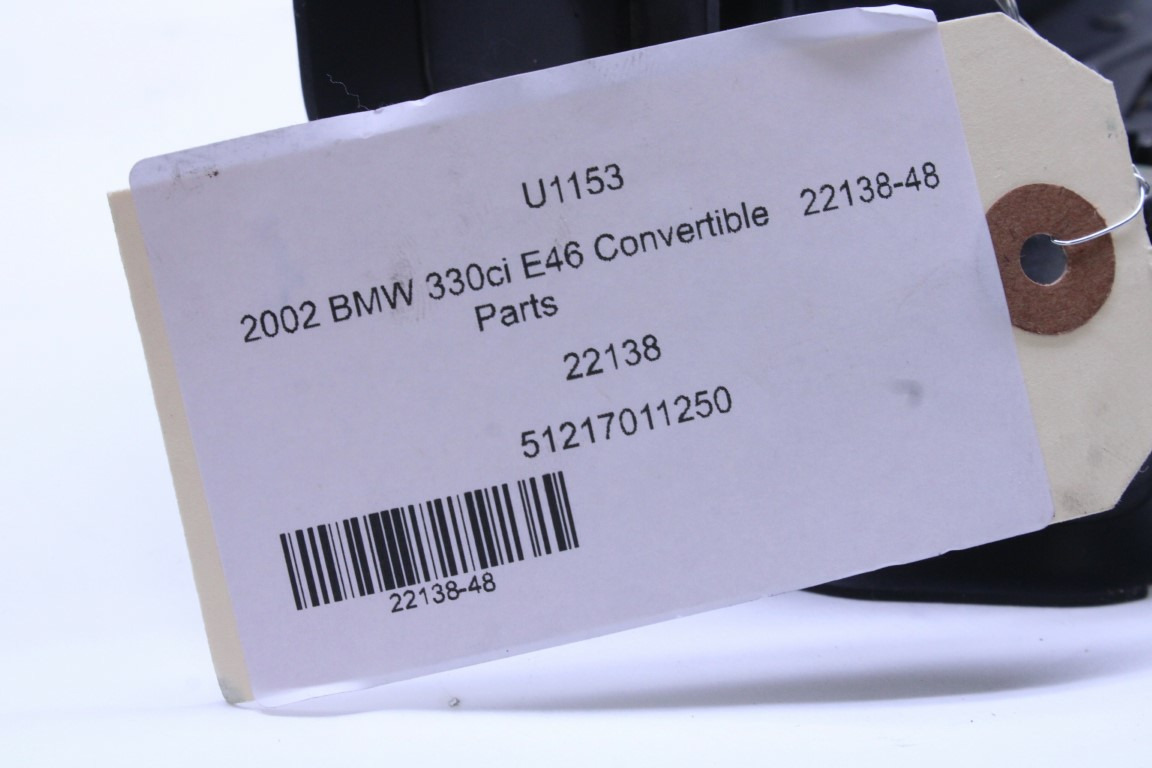 U1153
2002 BMW 330ci E46 Convertible 22138-48
Parts
22138
51217011250
22138-48